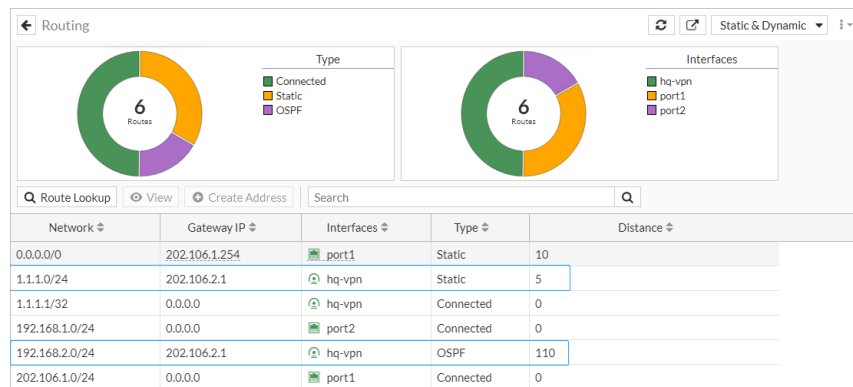 Routing
Static & Dynamic
Type
Connected
Static
OSPF
6
Routes
Interfaces
hq-vpn
port1
port2
6
Routes
Route Lookup View Create Address Search
Network Gateway IP Interfaces Type Distance
0.0.0.0/0 202.106.1.254 port1 Static 10
1.1.1.0/24 202.106.2.1 hq-vpn Static 5
1.1.1.1/32 0.0.0.0 hq-vpn Connected 0
192.168.1.0/24 0.0.0.0 port2 Connected 0
192.168.2.0/24 202.106.2.1 hq-vpn OSPF 110
202.106.1.0/24 0.0.0.0 port1 Connected 0